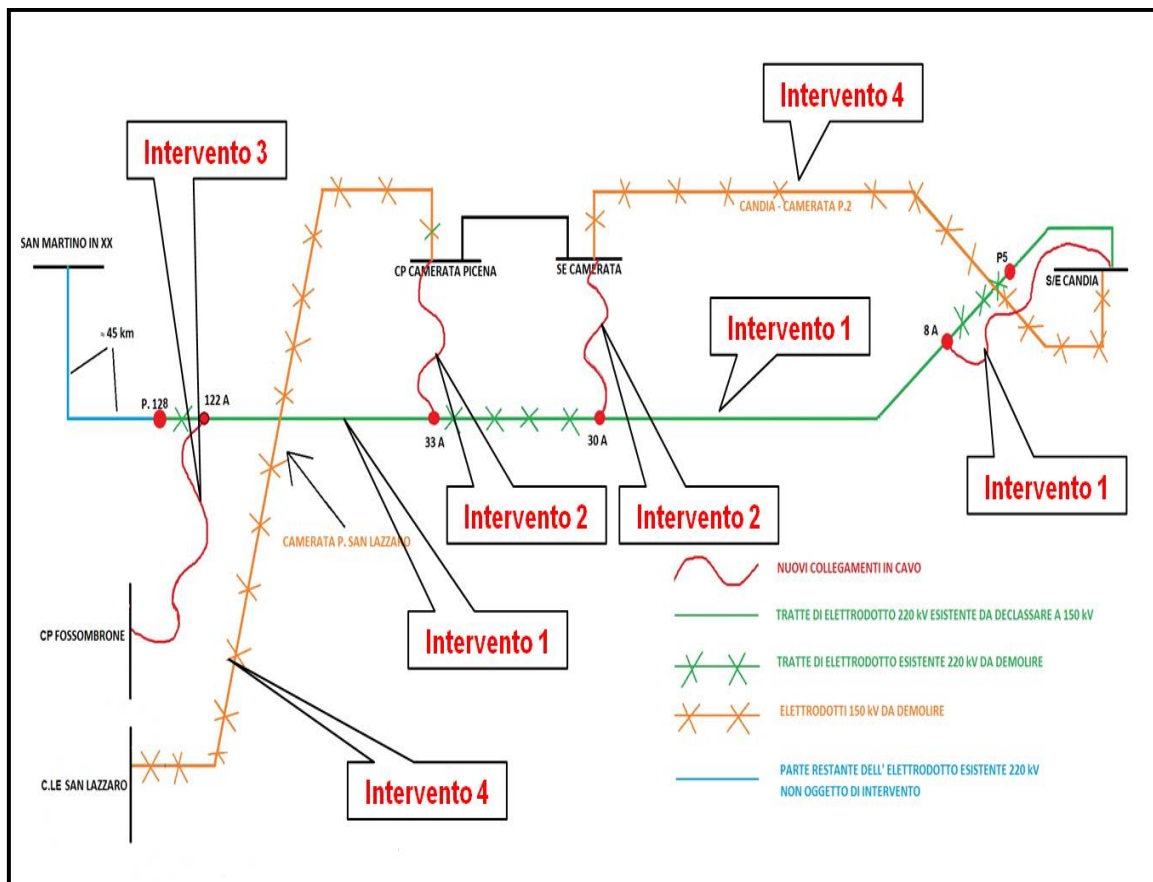 Intervento 4
Intervento 3
CANDIA - CAMERATA P.2
SAN MARTINO IN XX
CP CAMERATA PICENA
SE CAMERATA
P5
S/E CANDIA
≈45 km
Intervento 1
8 A
P. 128
122 A
33 A
30 A
Intervento 2
Intervento 2
Intervento 1
CAMERATA P. SAN LAZZARO
NUOVI COLLEGAMENTI IN CAVO
TRATTE DI ELETTRODOTTO 220 kV ESISTENTE DA DECLASSARE A 150 kV
CP FOSSOMBRONE
Intervento 1
TRATTE DI ELETTRODOTTO ESISTENTE 220 kV DA DEMOLIRE
ELETTRODOTTI 150 kV DA DEMOLIRE
C.LE SAN LAZZARO
Intervento 4
PARTE RESTANTE DELL' ELETTRODOTTO ESISTENTE 220 kV
NON OGGETTO DI INTERVENTO